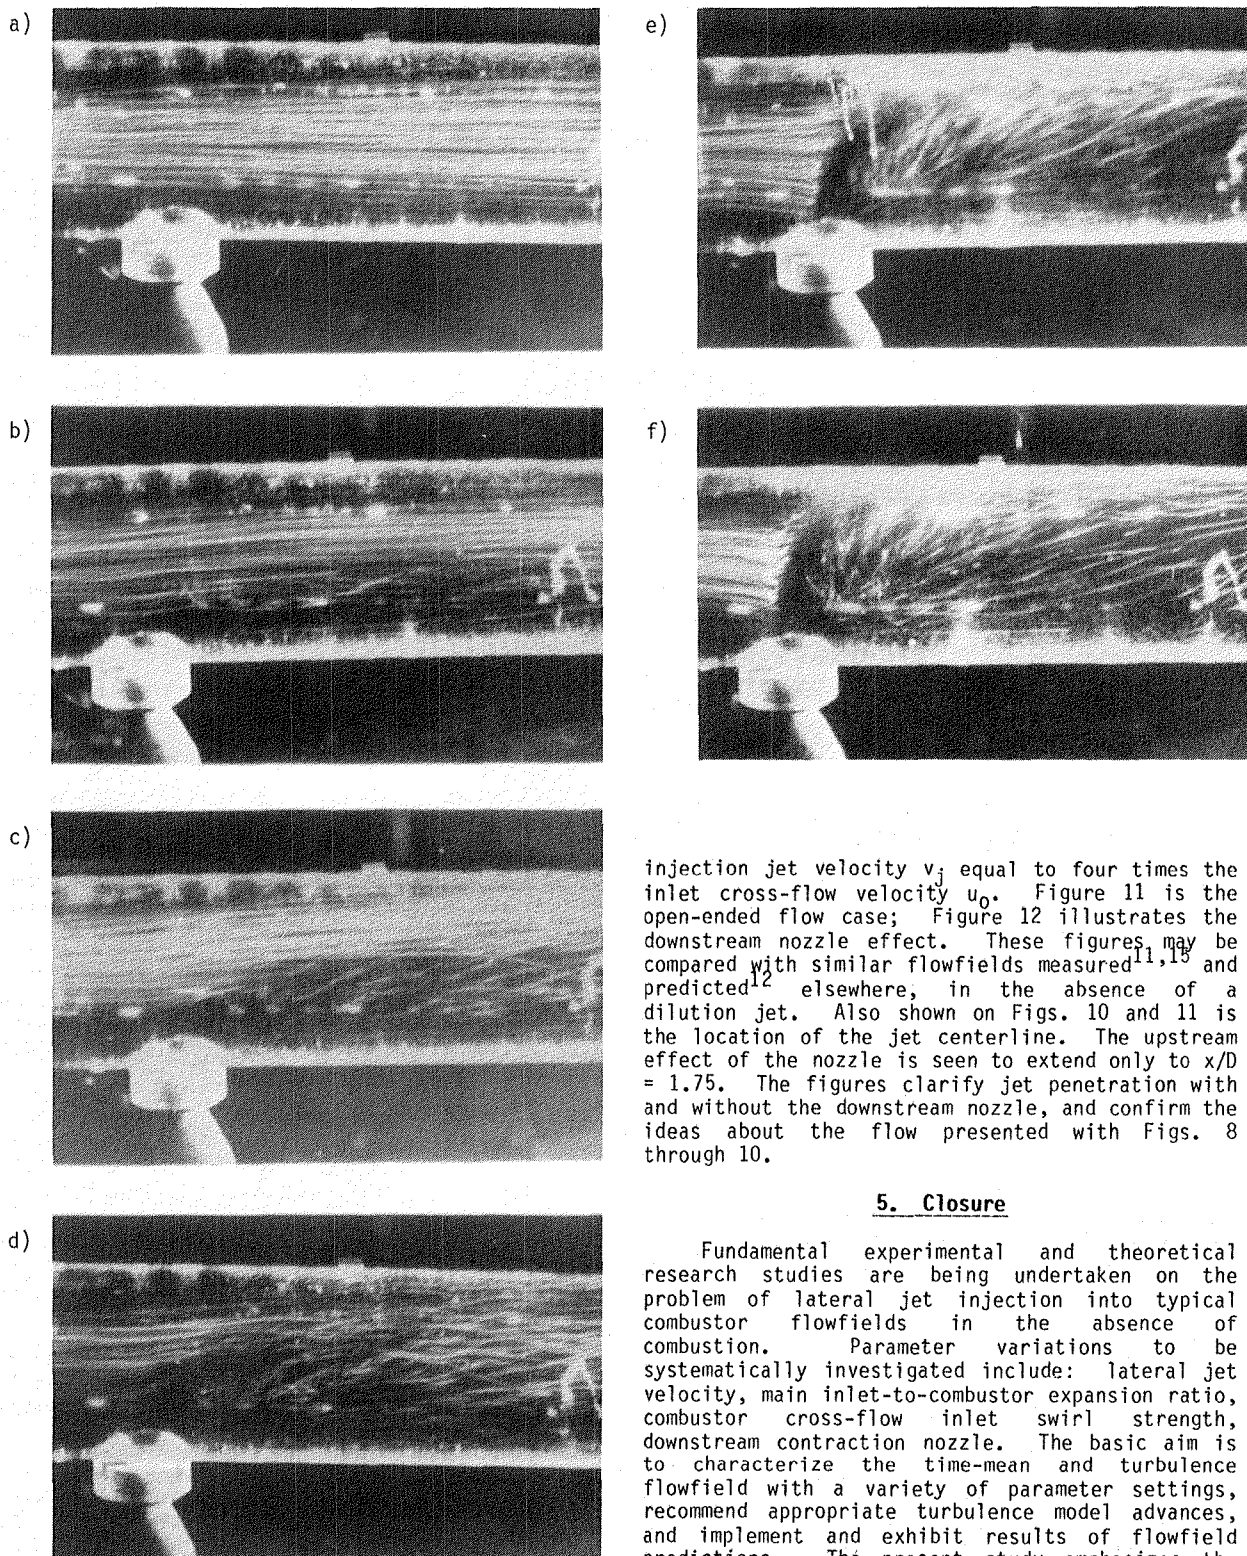 a)
b)
c)
d)
e)
f)
injection jet velocity vj equal to four times the
inlet cross-flow velocity uo. Figure 11 is the
open-ended flow case; Figure 12 illustrates the
downstream nozzle effect. These figures may be
compared with similar flowfields measured11,15 and
predicted12 elsewhere, in the absence of a
dilution jet. Also shown on Figs. 10 and 11 is
the location of the jet centerline. The upstream
effect of the nozzle is seen to extend only to x/D
= 1.75. The figures clarify jet penetration with
and without the downstream nozzle, and confirm the
ideas about the flow presented with Figs. 8
through 10.
5. Closure
Fundamental experimental and theoretical
research studies are being undertaken on the
problem of lateral jet injection into typical
combustor flowfields in the absence of
combustion. Parameter variations to be
systematically investigated include: lateral jet
velocity, main inlet-to-combustor expansion ratio,
combustor cross-flow inlet swirl strength,
downstream contraction nozzle. The basic aim is
to characterize the time-mean and turbulence
flowfield with a variety of parameter settings,
recommend appropriate turbulence model advances,
and implement and exhibit results of flowfield